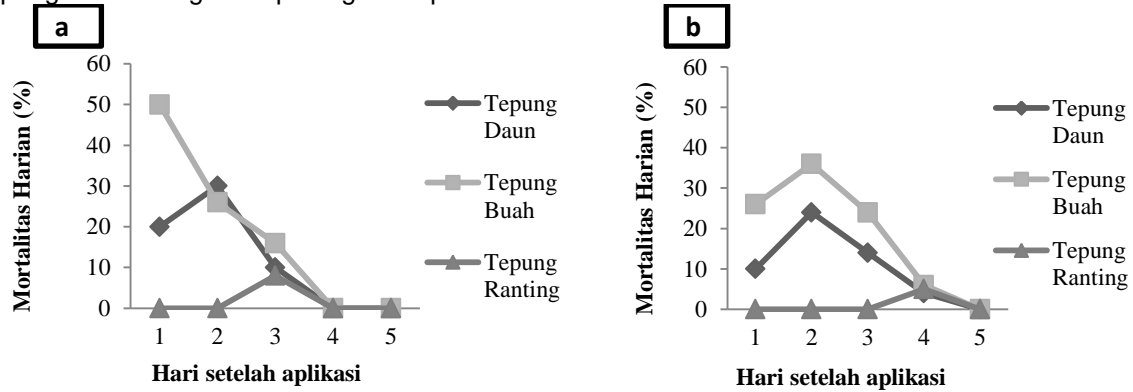 a
60
50
40
30
20
10
0
1 2 3 4 5
Mortalitas Harian (%)
Hari setelah aplikasi
Tepung
Daun
Tepung
Buah
Tepung
Ranting
b
60
50
40
30
20
10
0
1 2 3 4 5
Mortalitas Harian (%)
Hari setelah aplikasi
Tepung
Daun
Tepung
Buah
Tepung
Ranting